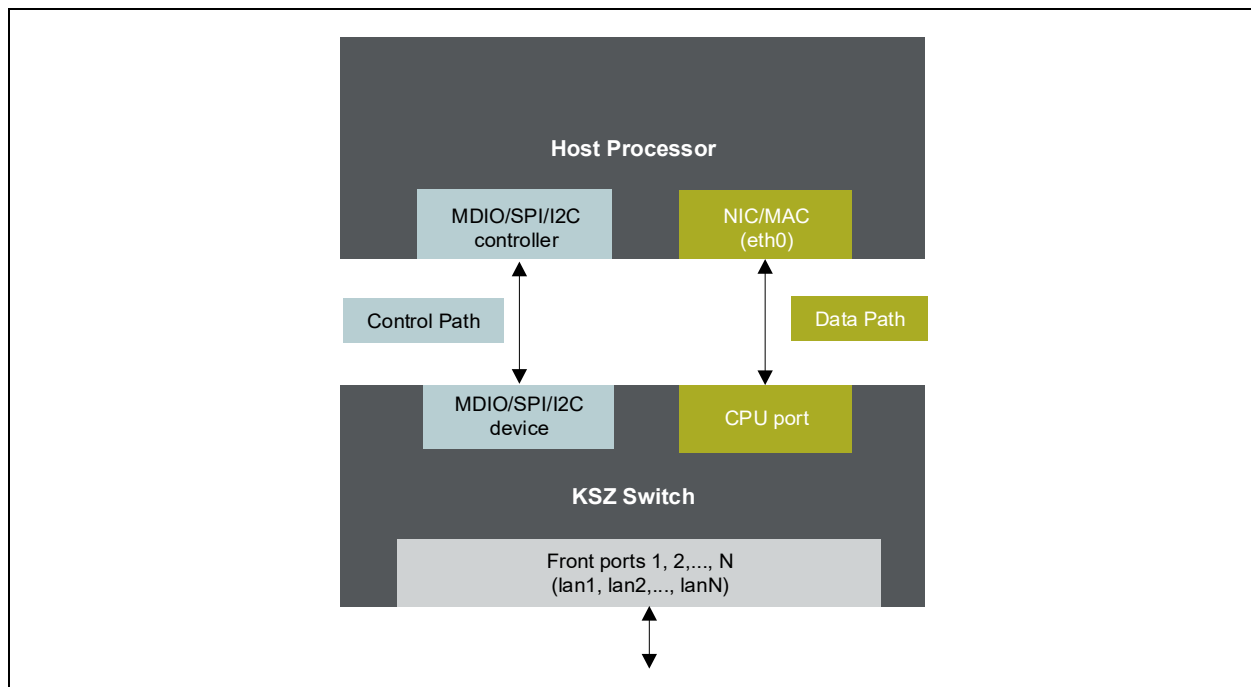 Host Processor
MDIO/SPI/I2C
controller
NIC/MAC
(eth0)
Control Path
Data Path
MDIO/SPI/I2C
device
CPU port
KSZ Switch
Front ports 1, 2,..., N
(lan1, lan2,..., lanN)